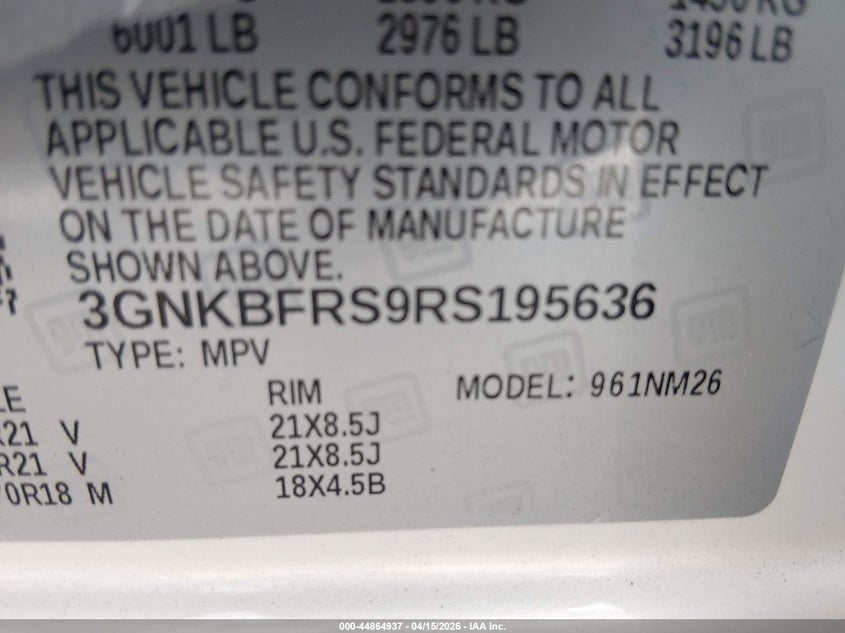 6001 LB 2976 LB 3196 LB
THIS VEHICLE CONFORMS TO ALL
APPLICABLE U.S. FEDERAL MOTOR
VEHICLE SAFETY STANDARDS IN EFFECT
ON THE DATE OF MANUFACTURE
SHOWN ABOVE.
3GNKBFRS9RS195636
TYPE: MPV
RIM MODEL: 961NM26
R21 V 21X8.5J
R21 V 21X8.5J
0R18 M 18X4.5B
000-44864937 - 04/15/2026 - IAA Inc.